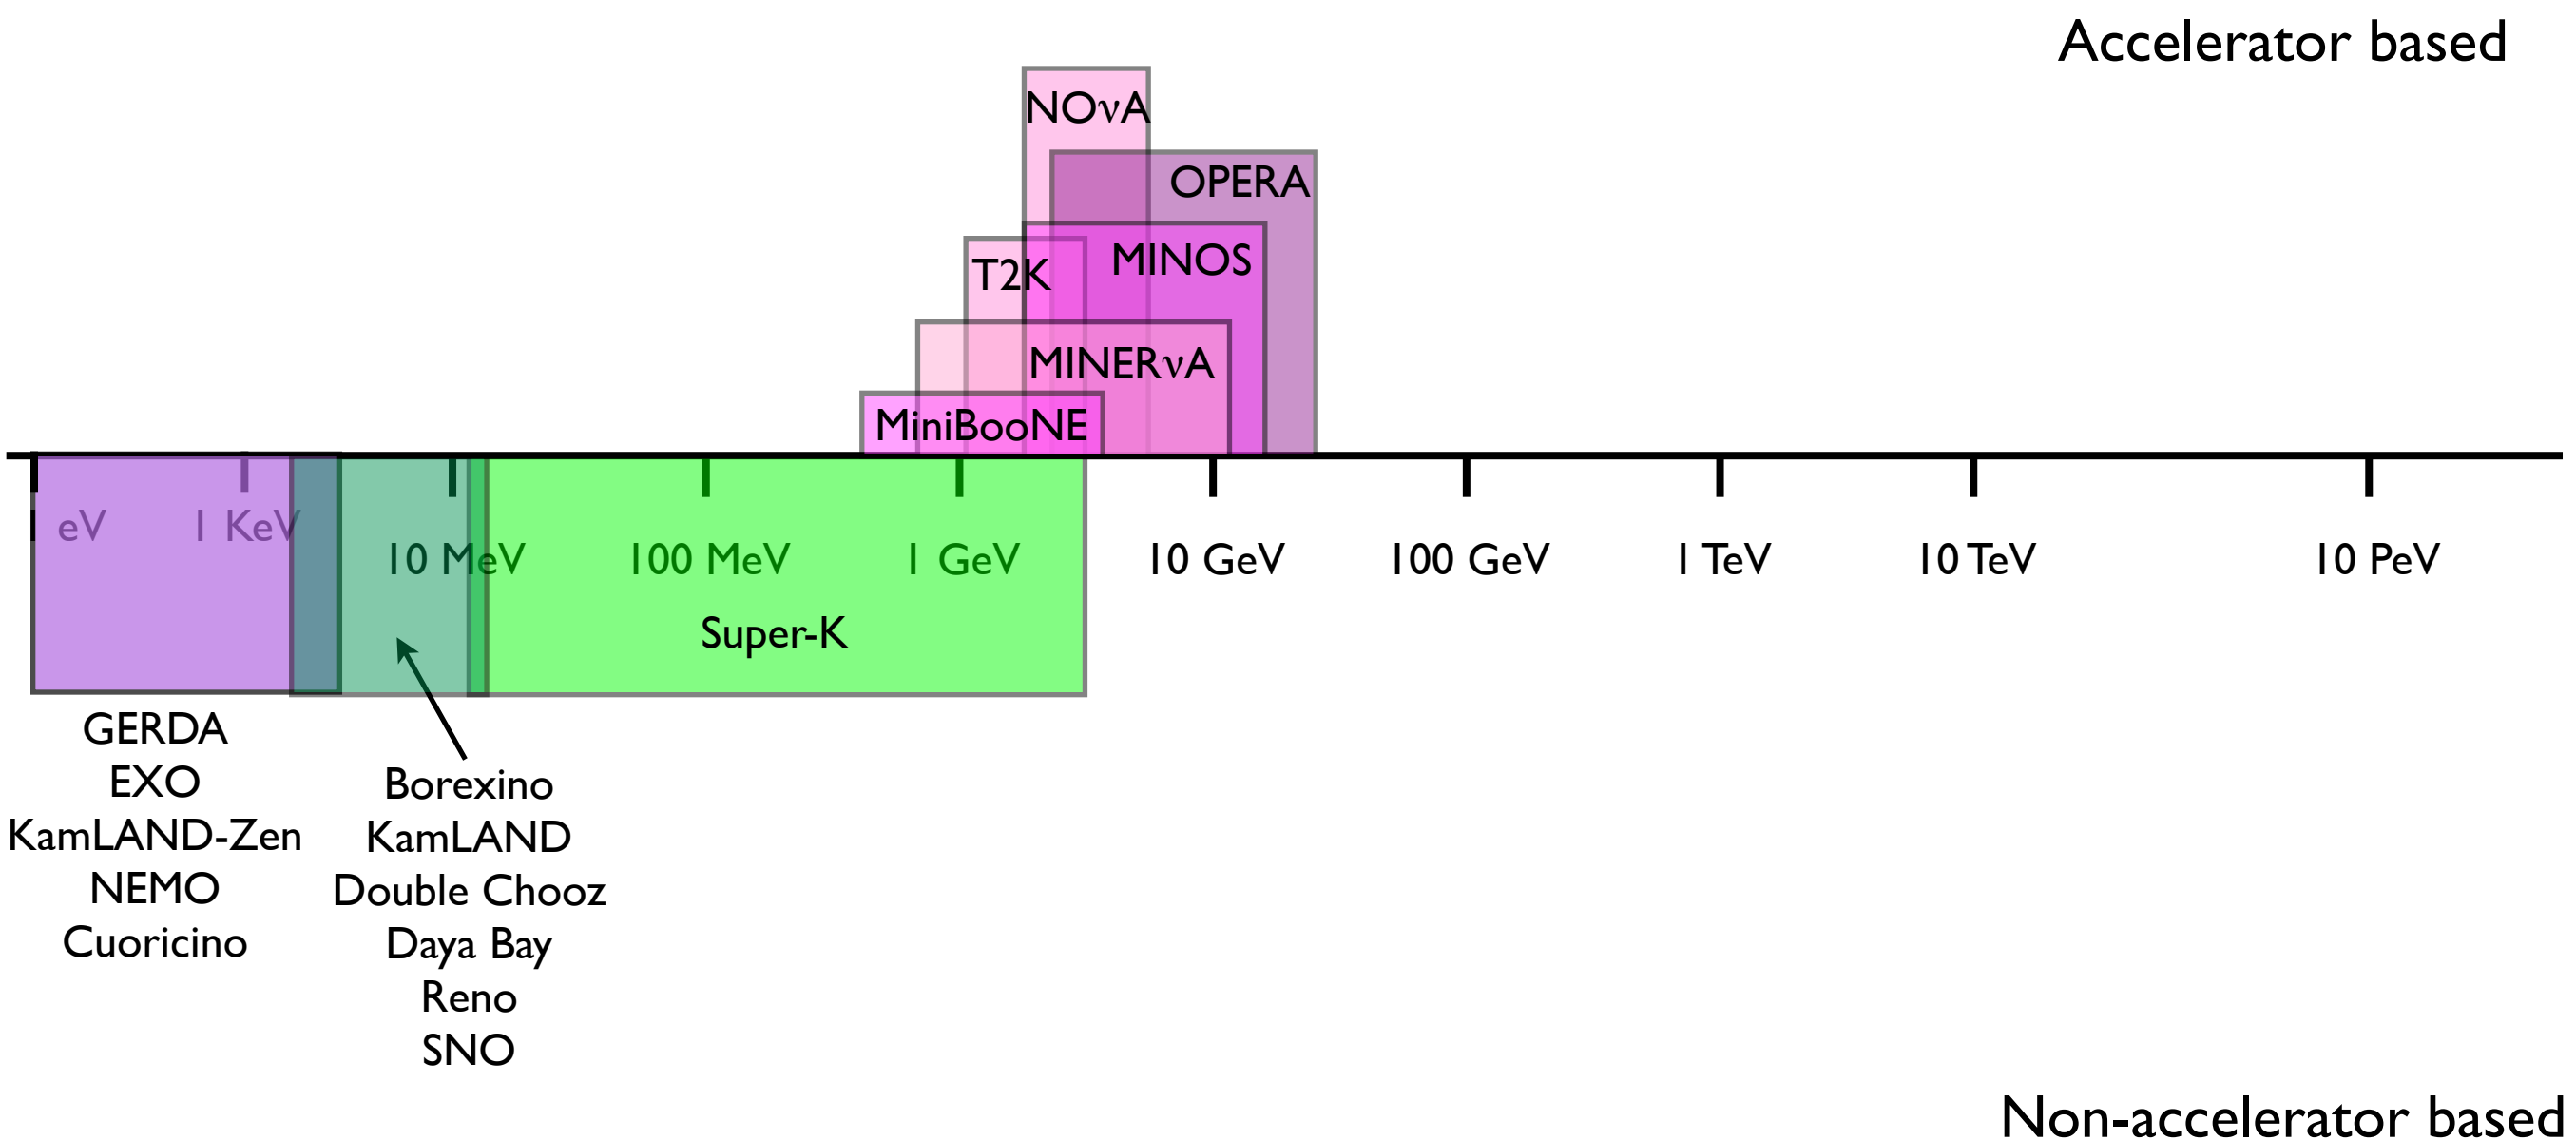 Accelerator based
NOνA
OPERA
MINOS
T2K
MINERνA
MiniBooNE
1 eV
1 KeV
10 MeV
100 MeV
1 GeV
10 GeV
100 GeV
1 TeV
10 TeV
10 PeV
Super-K
GERDA
EXO
KamLAND-Zen
NEMO
Cuoricino
Borexino
KamLAND
Double Chooz
Daya Bay
Reno
SNO
Non-accelerator based